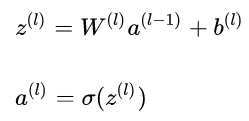 z^{(l)} = W^{(l)}a^{(l-1)} + b^{(l)}
a^{(l)} = σ(z^{(l)})